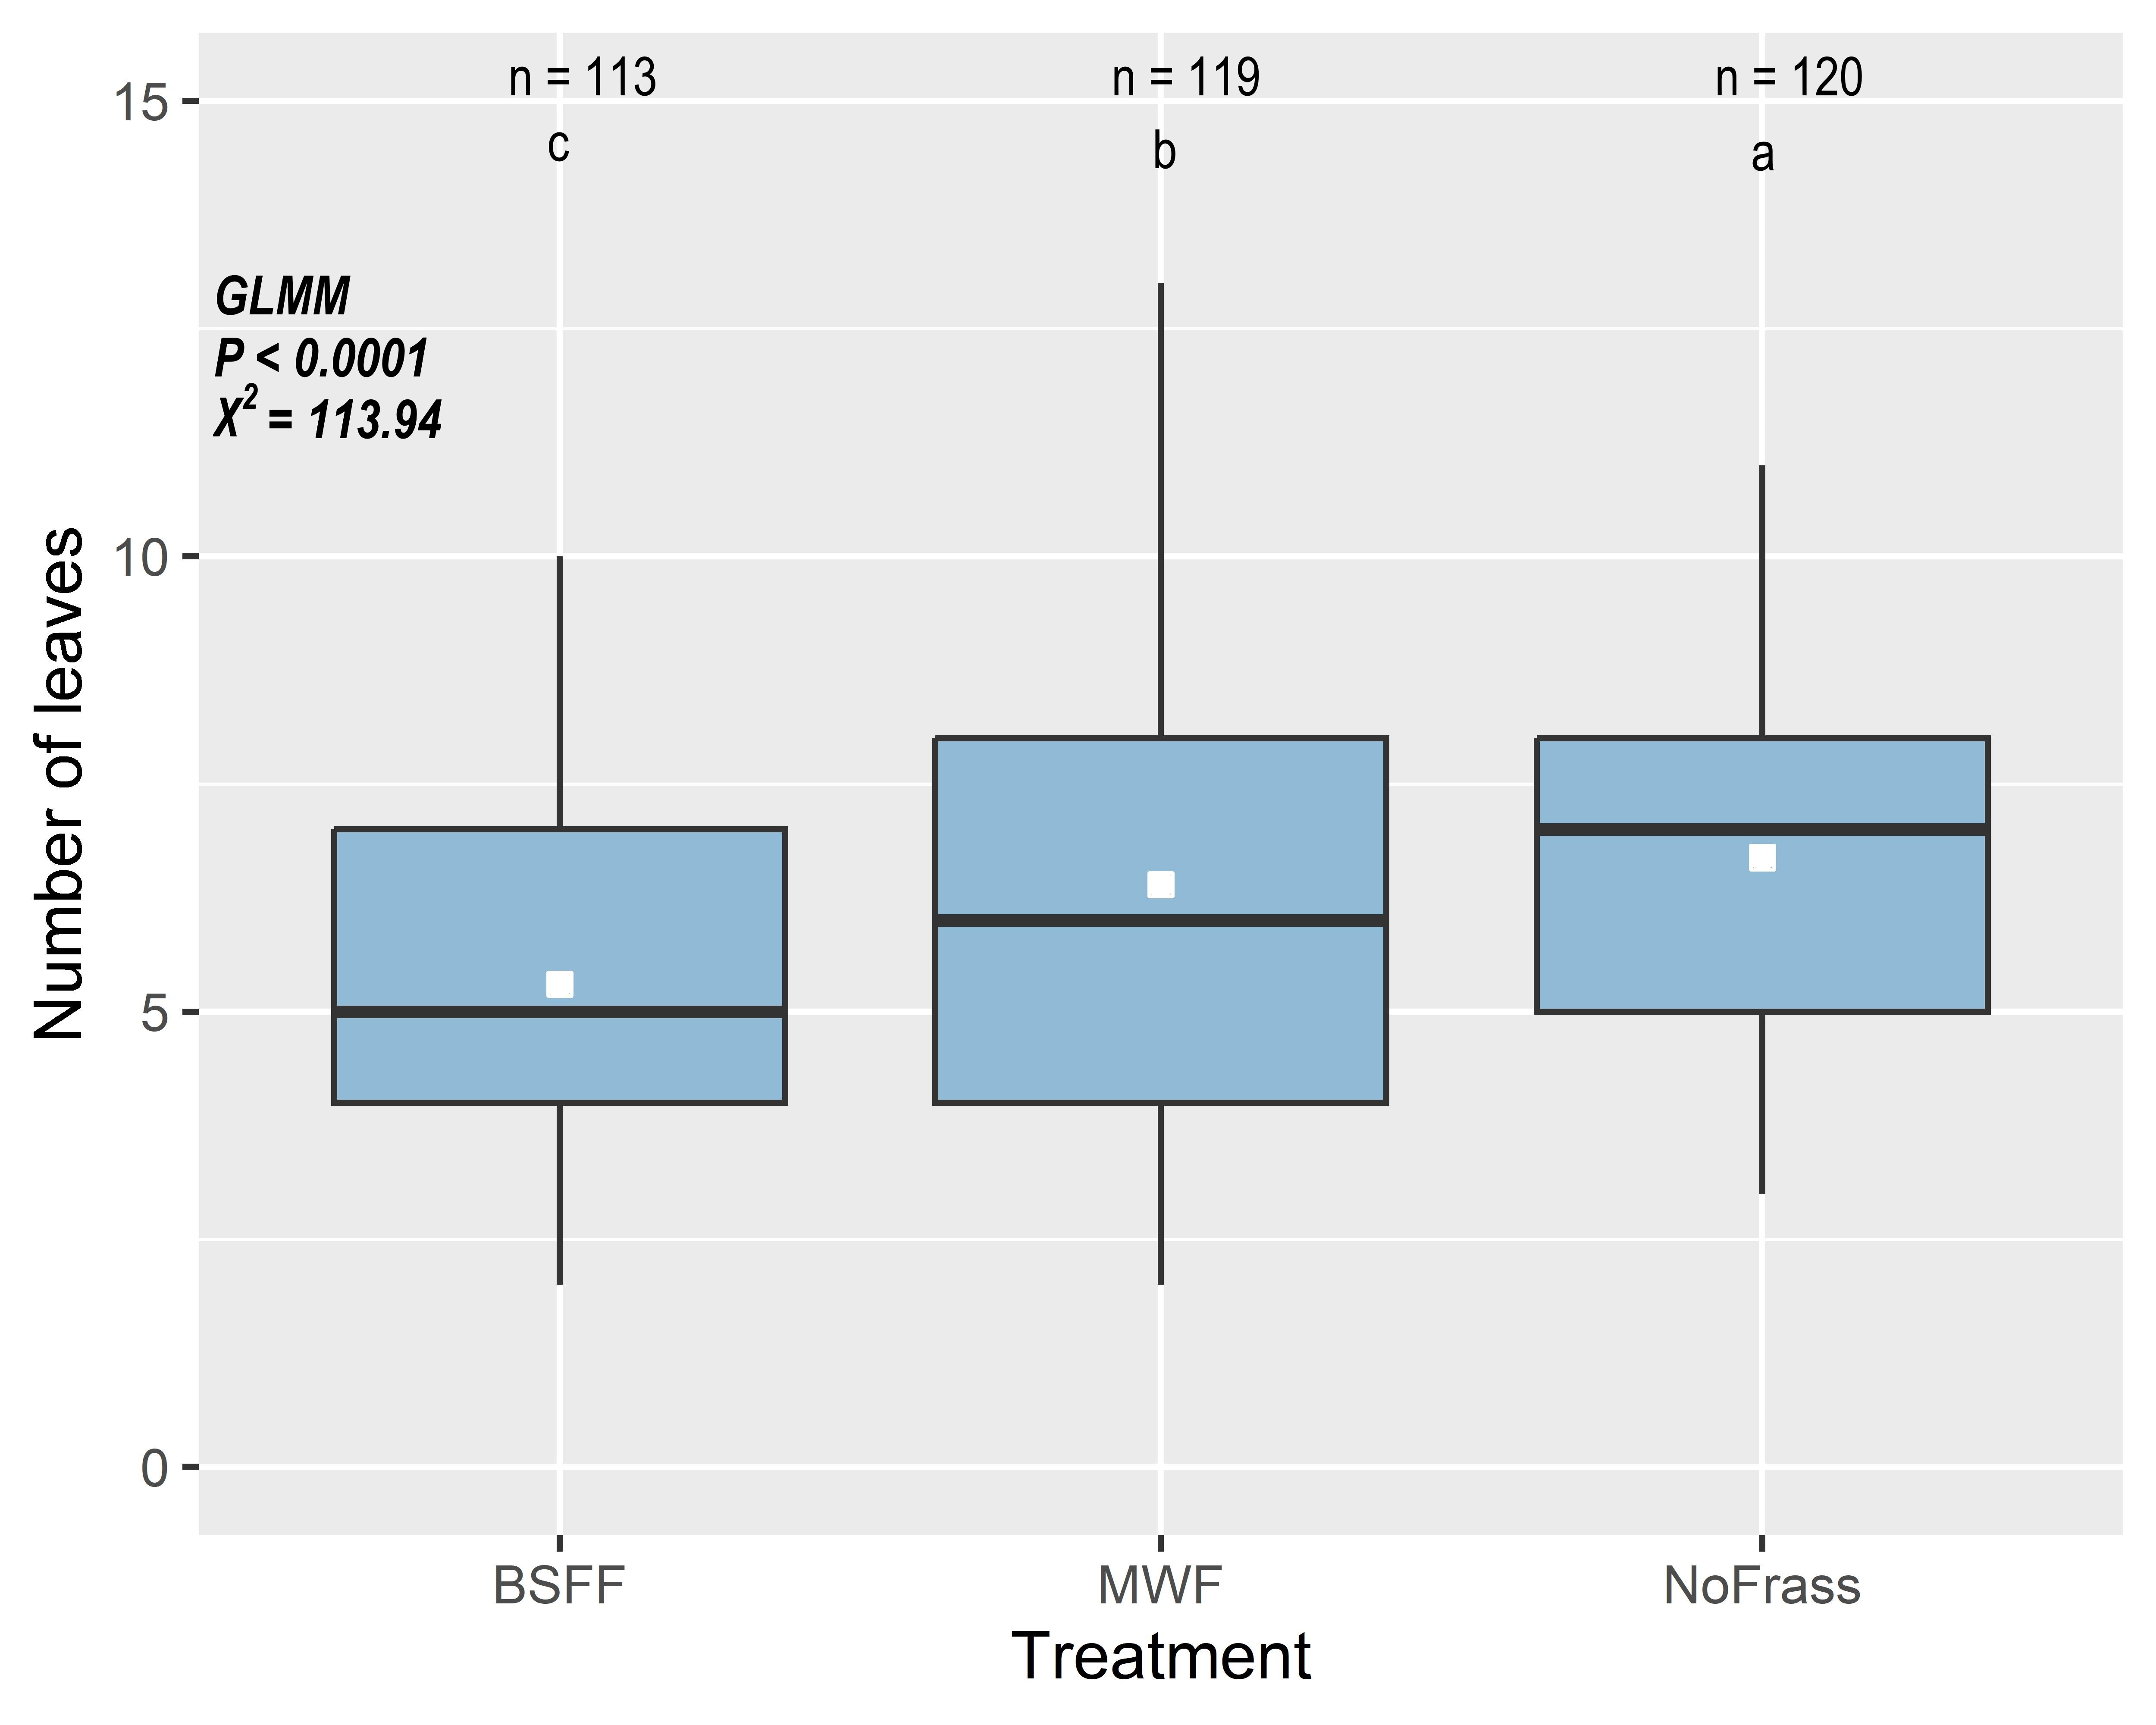 n = 113
n = 119
n = 120
15
c
b
a
GLMM
P < 0.0001
X² = 113.94
10
Number of leaves
5
0
BSFF
MWF
NoFrass
Treatment